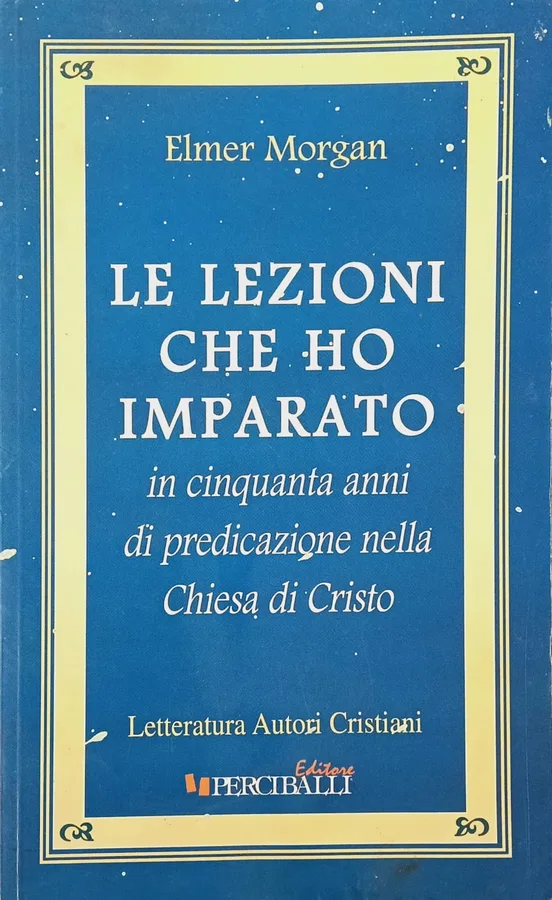 Elmer Morgan
LE LEZIONI
CHE HO
IMPARATO
in cinquanta anni
di predicazione nella
Chiesa di Cristo
Letteratura Autori Cristiani
Editore
PERCIBALLI